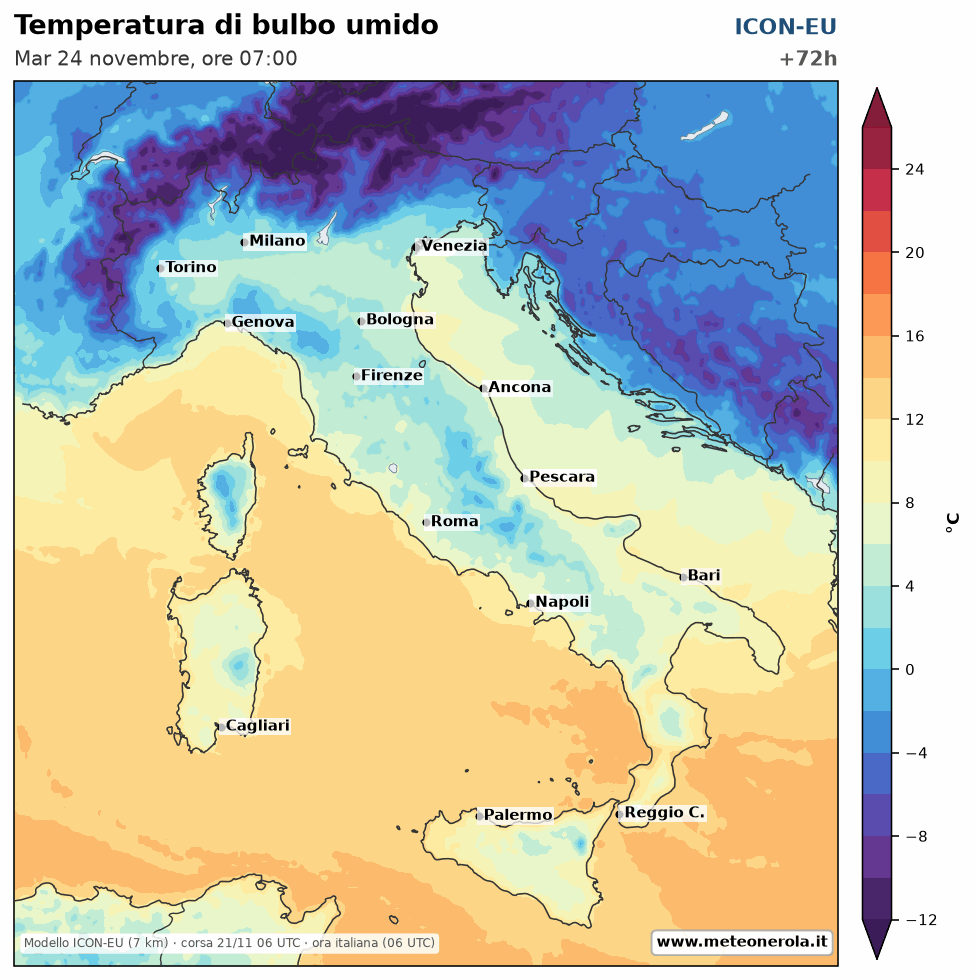 Temperatura di bulbo umido
ICON-EU
Mar 24 novembre, ore 07:00
+72h
Milano
Venezia
Torino
Genova
Bologna
Firenze
Ancona
Pescara
Roma
Bari
Napoli
Cagliari
Palermo
Reggio C.
24
20
16
12
8
4
0
−4
−8
−12
°C
Modello ICON-EU (7 km) · corsa 21/11 06 UTC · ora italiana (06 UTC)
www.meteonerola.it